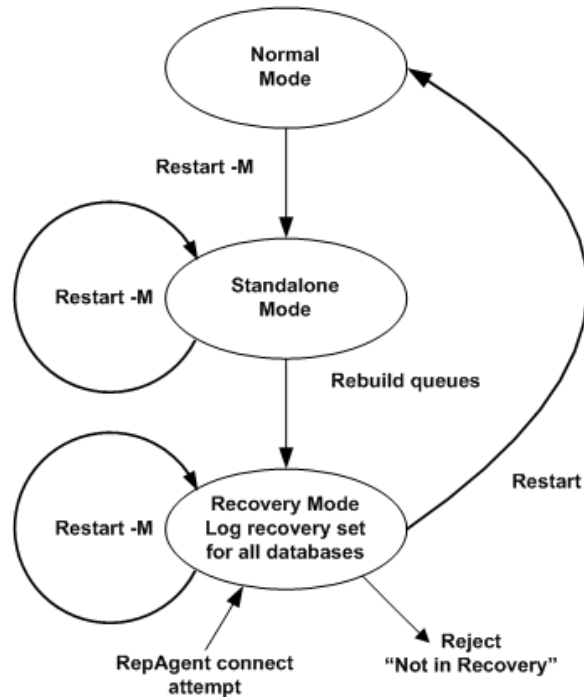 Normal
Mode
Restart -M
Restart -M
Standalone
Mode
Rebuild queues
Restart -M
Recovery Mode
Log recovery set
for all databases
Restart
RepAgent connect
attempt
Reject
“Not in Recovery”